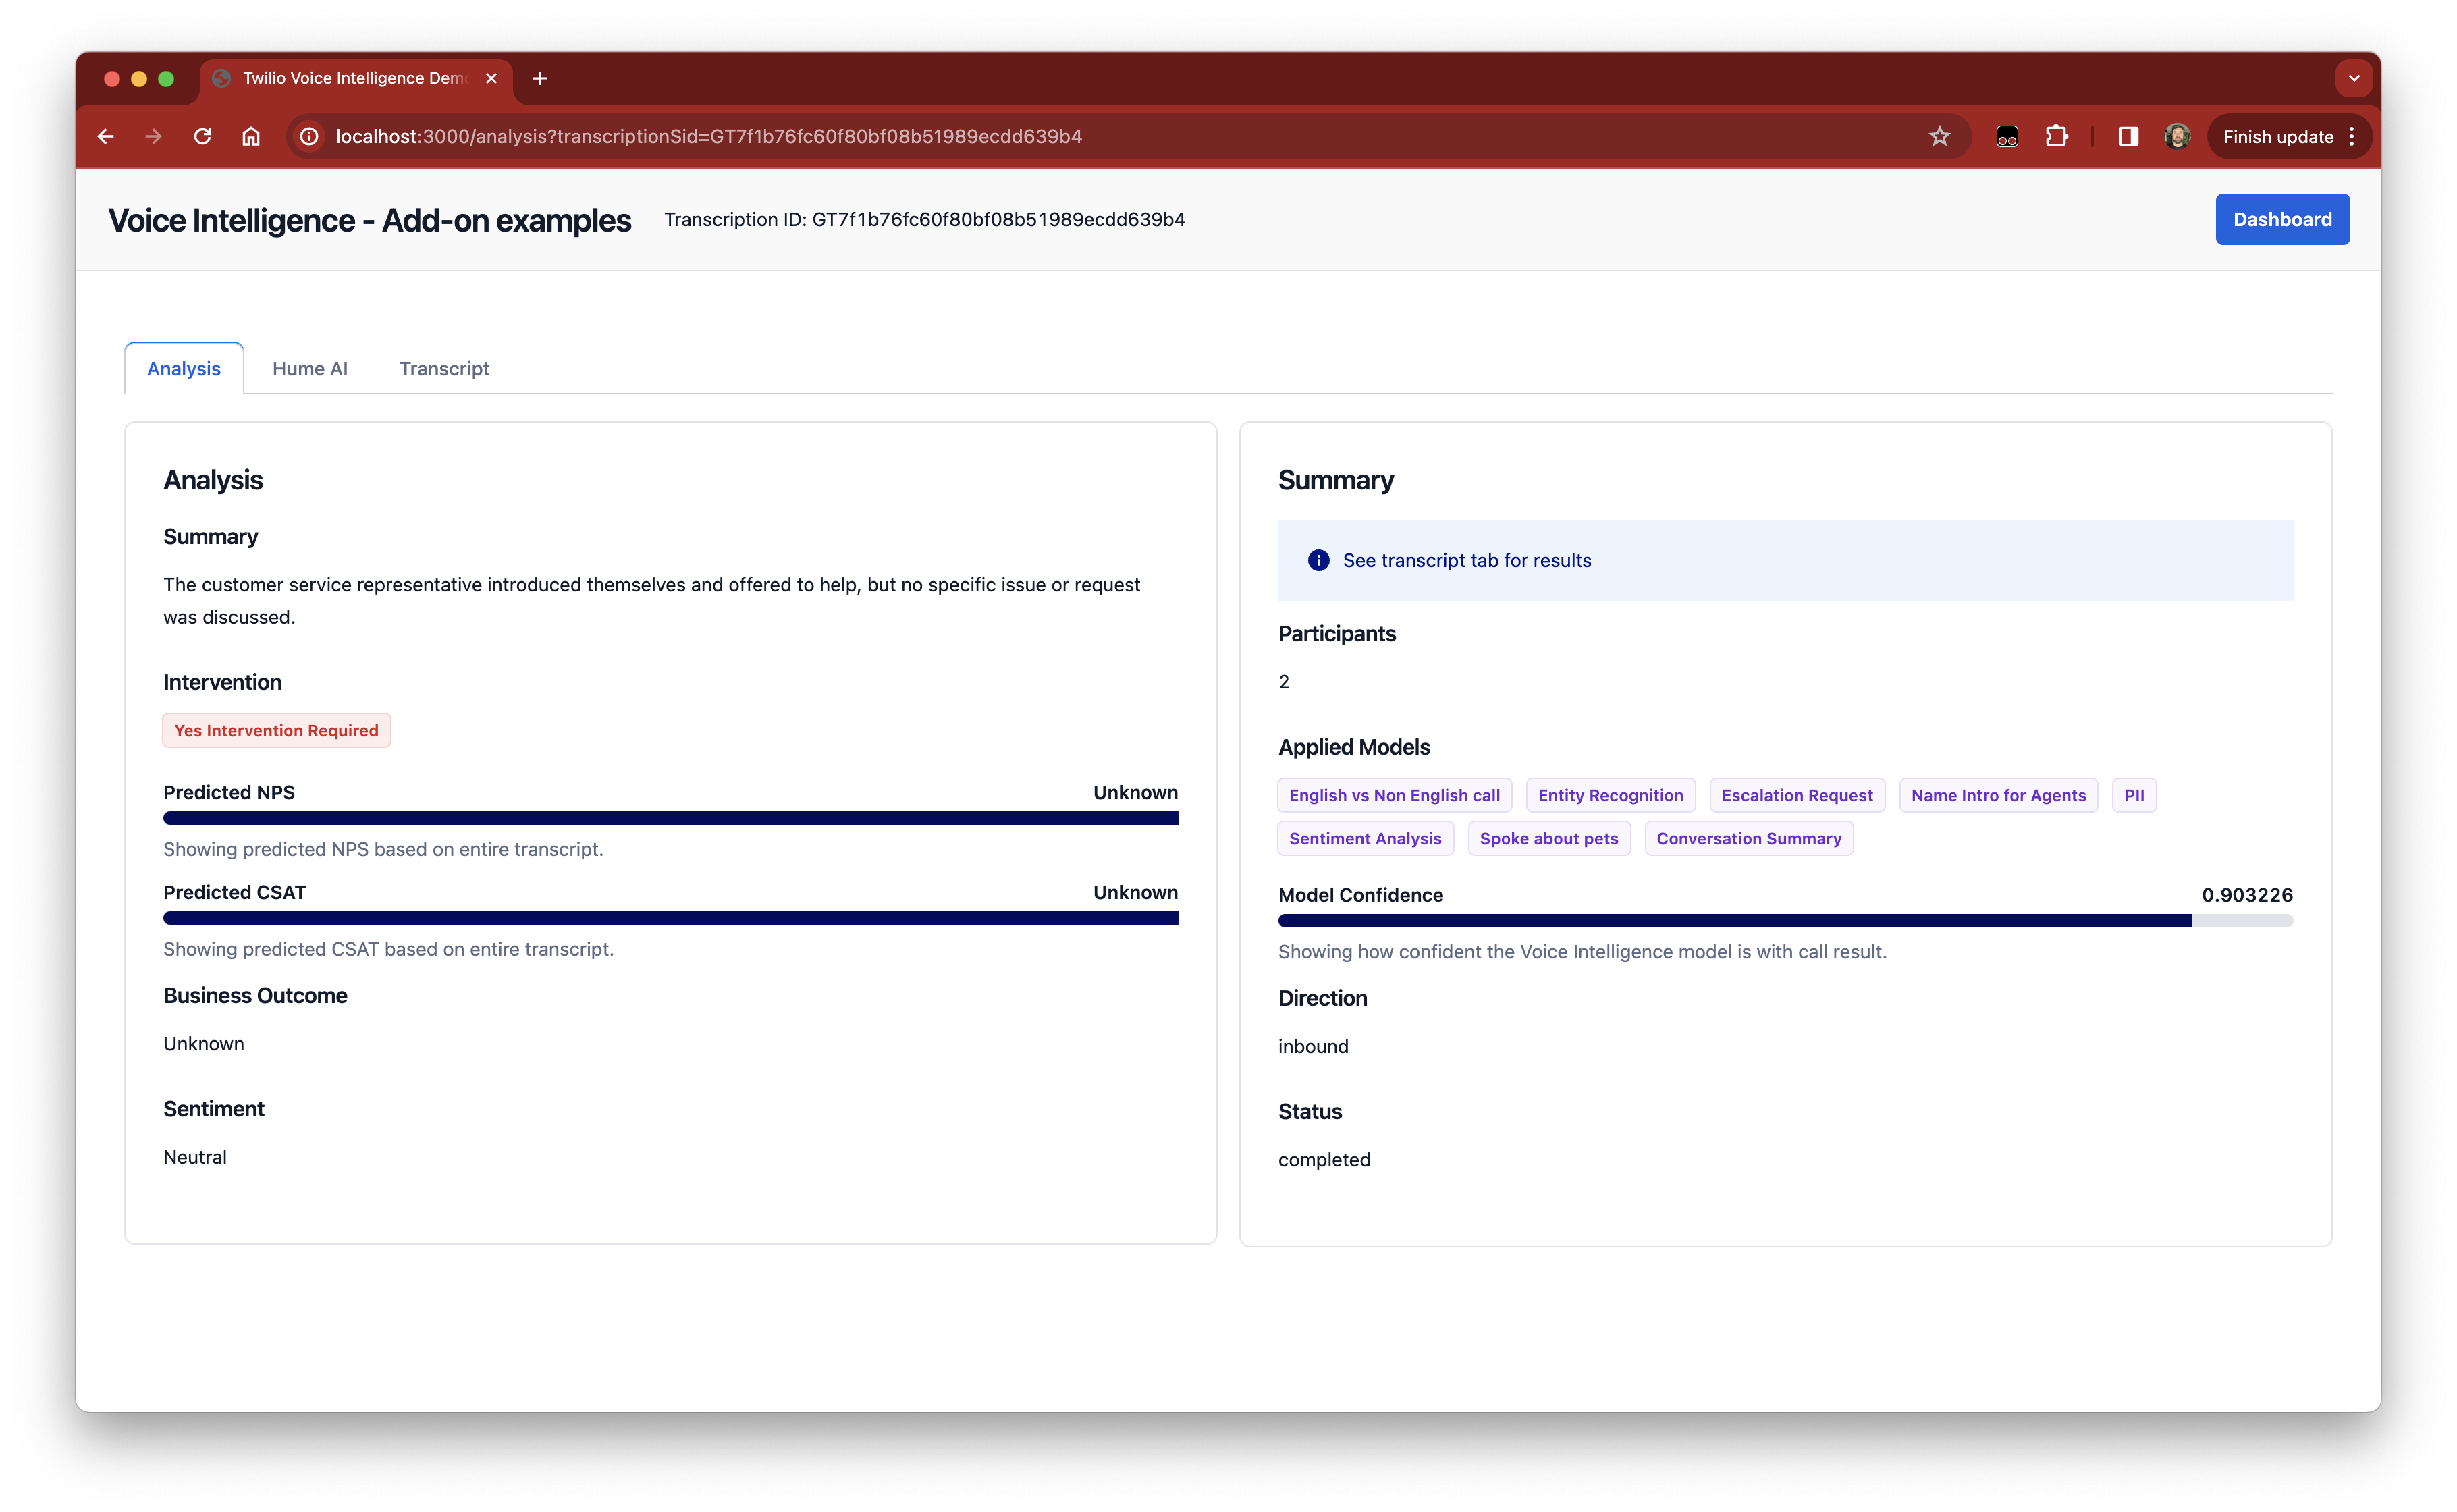 Twilio Voice Intelligence Dem
localhost:3000/analysis?transcriptionSid=GT7f1b76fc60f80bf08b51989ecdd639b4
Finish update
Voice Intelligence - Add-on examples
Transcription ID: GT7f1b76fc60f80bf08b51989ecdd639b4
Dashboard
Analysis
Hume AI
Transcript
Analysis
Summary
The customer service representative introduced themselves and offered to help, but no specific issue or request
was discussed.
Intervention
Yes Intervention Required
Predicted NPS
Unknown
Showing predicted NPS based on entire transcript.
Predicted CSAT
Unknown
Showing predicted CSAT based on entire transcript.
Business Outcome
Unknown
Sentiment
Neutral
Summary
See transcript tab for results
Participants
2
Applied Models
English vs Non English call
Entity Recognition
Escalation Request
Name Intro for Agents
PII
Sentiment Analysis
Spoke about pets
Conversation Summary
Model Confidence
0.903226
Showing how confident the Voice Intelligence model is with call result.
Direction
inbound
Status
completed